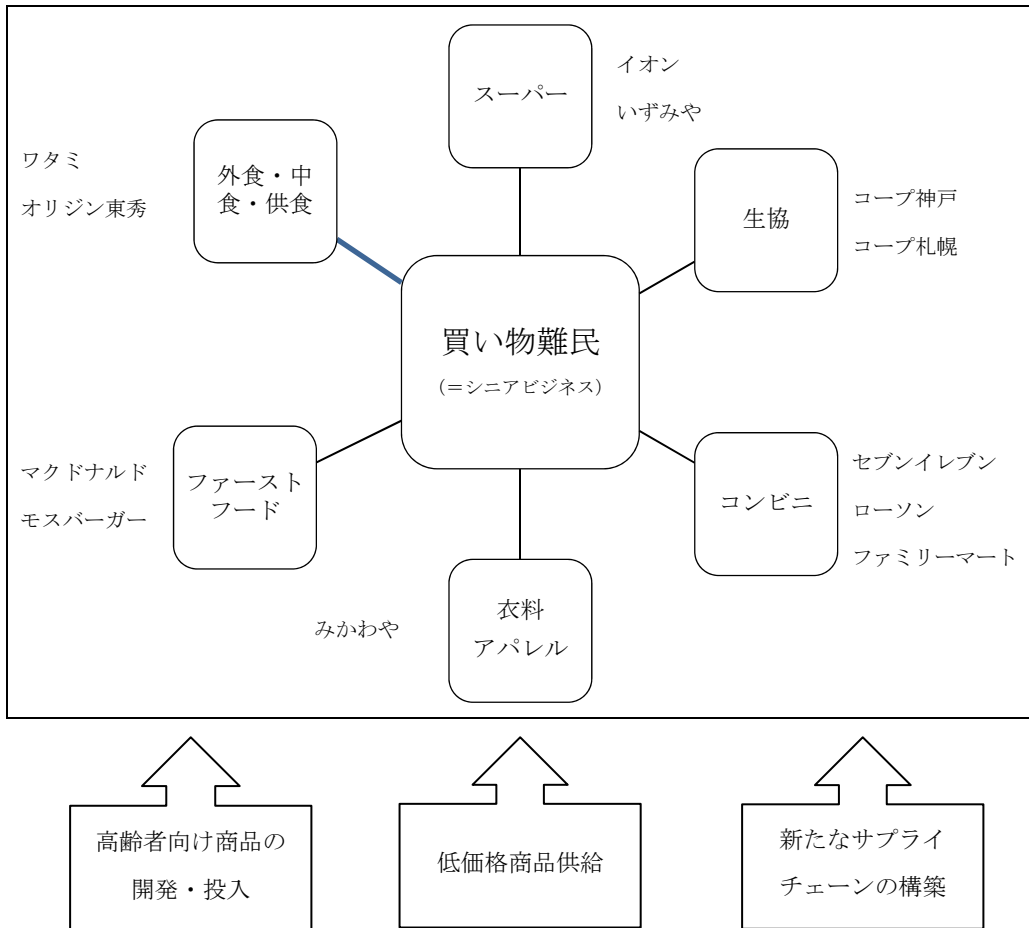 スーパー
イオン
いずみや
ワタミ
オリジン東秀
外食・中
食・供食
生協
コープ神戸
コープ札幌
買い物難民
(＝シニアビジネス)
マクドナルド
モスバーガー
ファースト
フード
コンビニ
セブンイレブン
ローソン
ファミリーマート
みかわや
衣料
アパレル
高齢者向け商品の
開発・投入
低価格商品供給
新たなサプライ
チェーンの構築